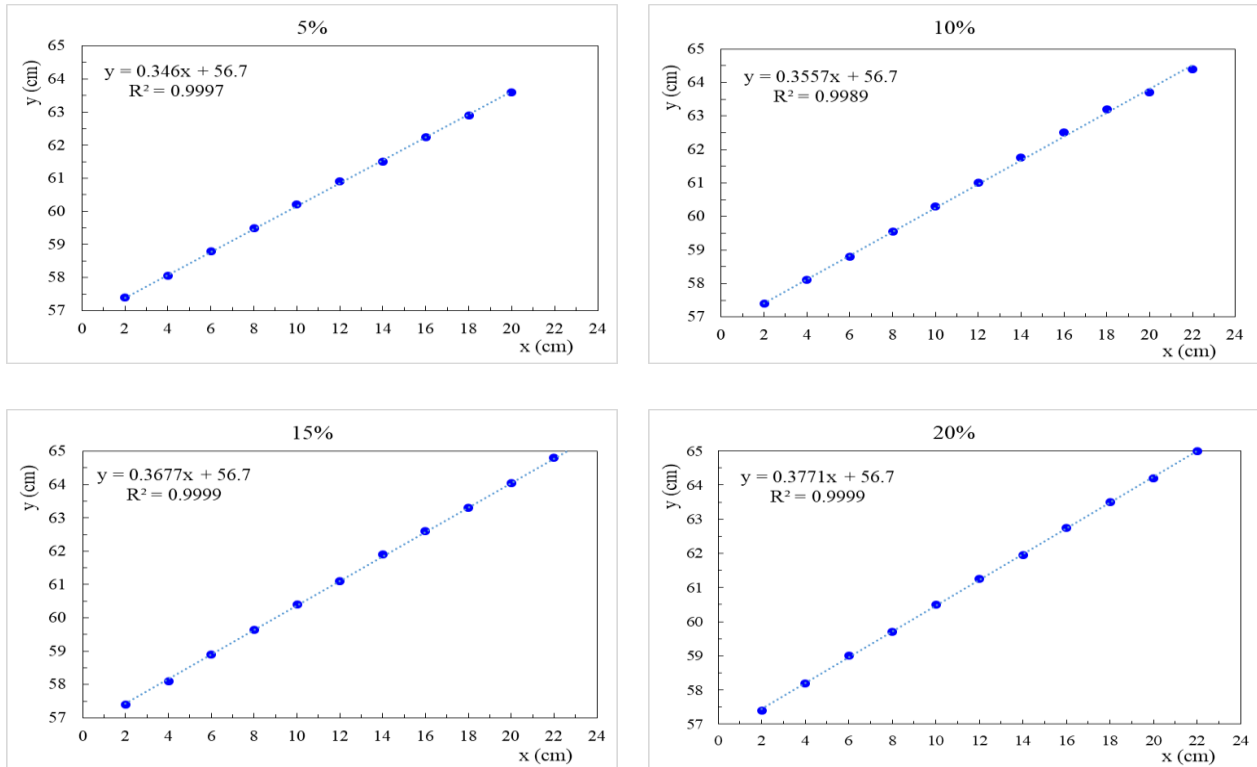 5%
y = 0.346x + 56.7
R² = 0.9997
y (cm)
65
64
63
62
61
60
59
58
57
0 2 4 6 8 10 12 14 16 18 20 22 24
x (cm)
10%
y = 0.3557x + 56.7
R² = 0.9989
y (cm)
65
64
63
62
61
60
59
58
57
0 2 4 6 8 10 12 14 16 18 20 22 24
x (cm)
15%
y = 0.3677x + 56.7
R² = 0.9999
y (cm)
65
64
63
62
61
60
59
58
57
0 2 4 6 8 10 12 14 16 18 20 22 24
x (cm)
20%
y = 0.3771x + 56.7
R² = 0.9999
y (cm)
65
64
63
62
61
60
59
58
57
0 2 4 6 8 10 12 14 16 18 20 22 24
x (cm)